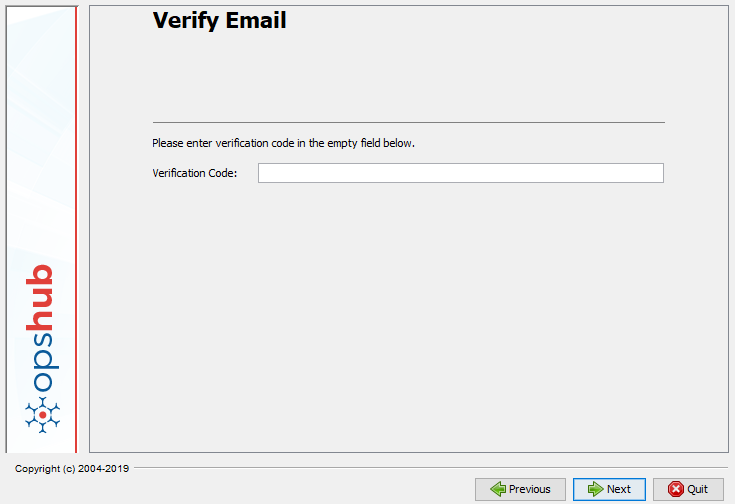 Verify Email
Please enter verification code in the empty field below.
Verification Code:
opshub
Copyright (c) 2004-2019
Previous
Next
Quit